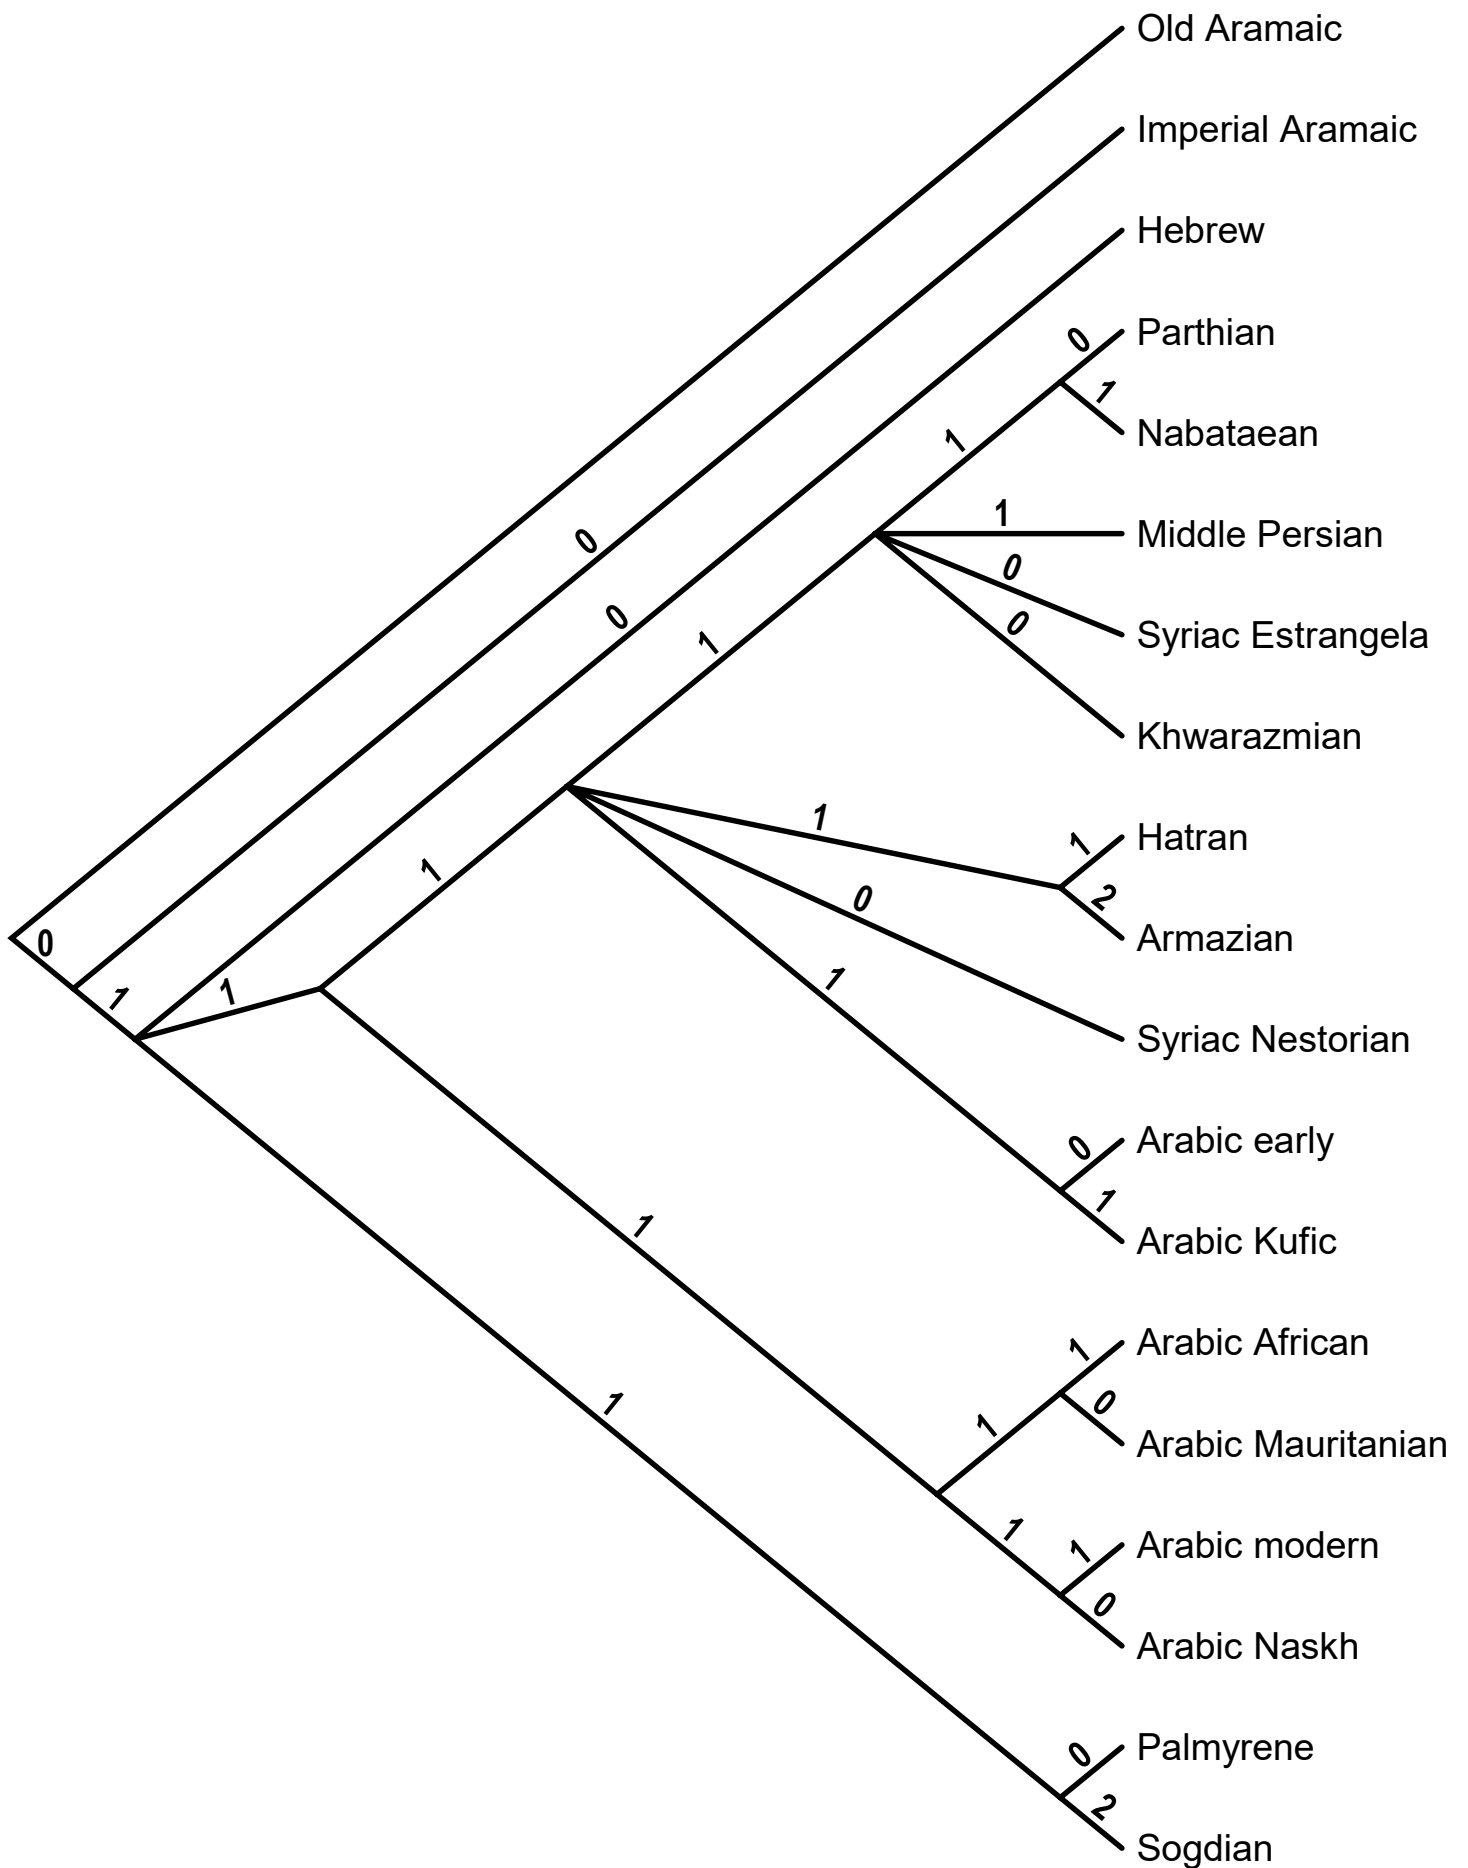 Old Aramaic
Imperial Aramaic
0
Hebrew
0
Parthian
0
1
Nabataean
1
Middle Persian
1
Syriac Estrangela
0
Khwarazmian
0
1
Hatran
1
1
Armazian
2
1
Syriac Nestorian
0
0
1
1
1
Arabic early
0
Arabic Kufic
1
1
Arabic African
1
Arabic Mauritanian
0
1
1
Arabic modern
1
Arabic Naskh
0
1
1
Palmyrene
0
Sogdian
2